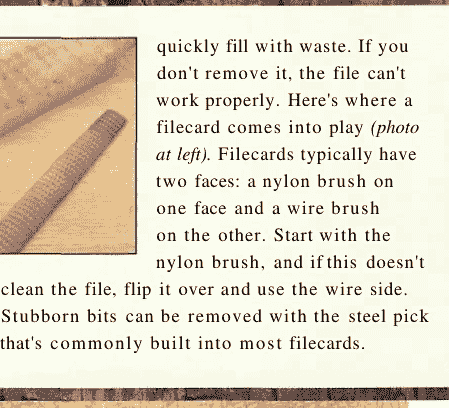 quickly fill with waste. If you
don't remove it, the file can't
work properly. Here's where a
filecard comes into play (photo
at left). Filecards typically have
two faces: a nylon brush on
one face and a wire brush
on the other. Start with the
nylon brush, and if this doesn't
clean the file, flip it over and use the wire side.
Stubborn bits can be removed with the steel pick
that's commonly built into most filecards.